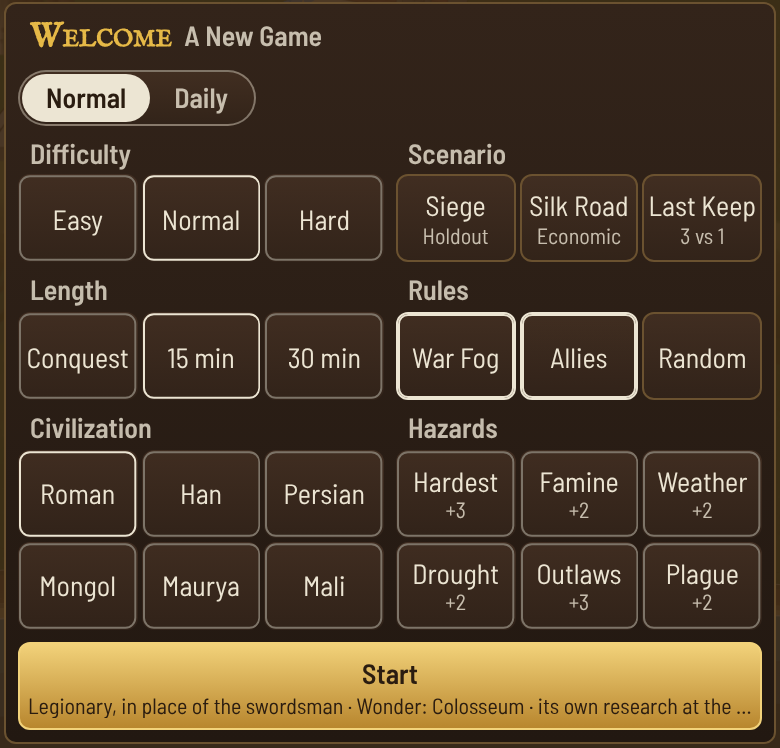 Welcome A New Game
Normal Daily
Difficulty
Easy Normal Hard
Scenario
Siege Silk Road Last Keep
Holdout Economic 3 vs 1
Length
Conquest 15 min 30 min
Rules
War Fog Allies Random
Civilization
Roman Han Persian
Mongol Maurya Mali
Hazards
Hardest Famine Weather
+3 +2 +2
Drought Outlaws Plague
+2 +3 +2
Start
Legionary, in place of the swordsman · Wonder: Colosseum · its own research at the ...